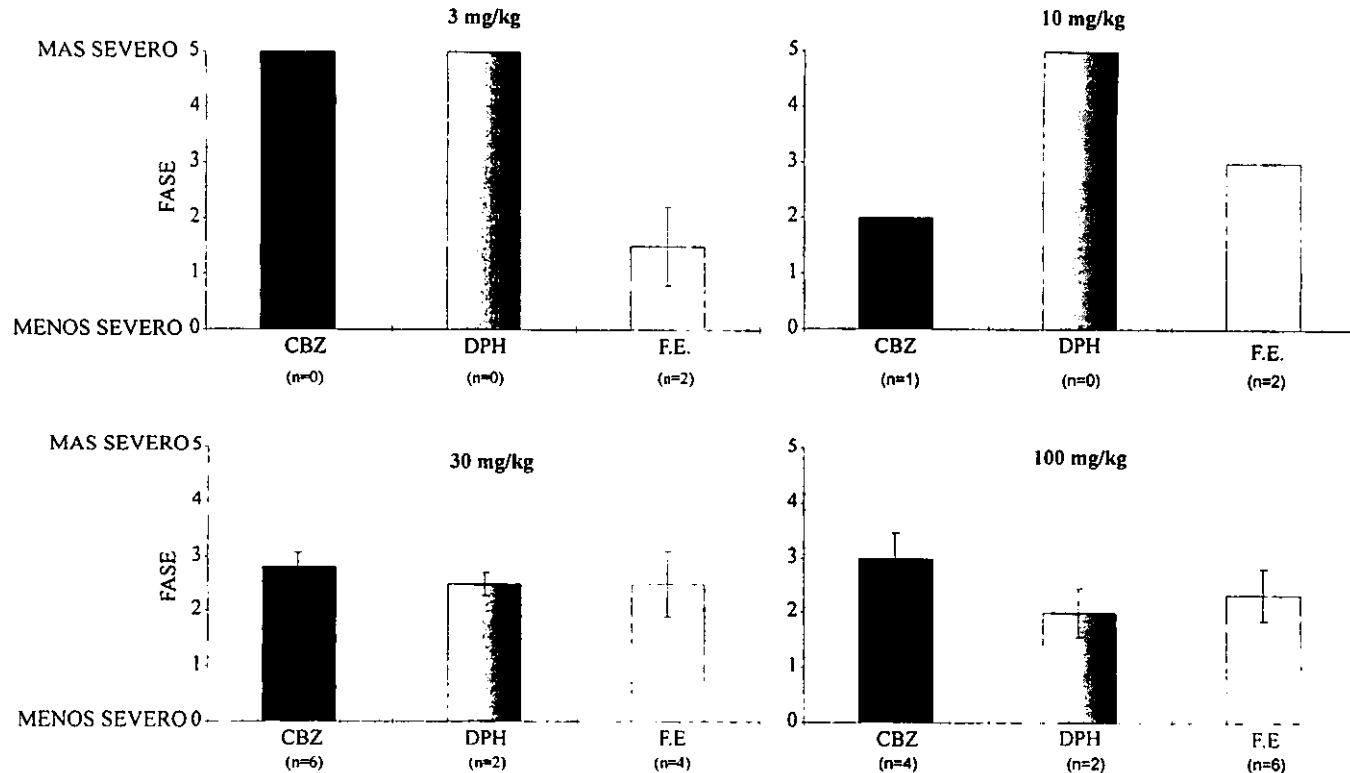 3 mg/kg
MAS SEVERO 5
4
3
2
1
MENOS SEVERO 0
FASE
CBZ DPH F.E.
(n=0) (n=0) (n=2)
10 mg/kg
5
4
3
2
1
0
CBZ DPH F.E.
(n=1) (n=0) (n=2)
30 mg/kg
MAS SEVERO 5
4
3
2
1
MENOS SEVERO 0
FASE
CBZ DPH F.E
(n=6) (n=2) (n=4)
100 mg/kg
5
4
3
2
1
0
CBZ DPH F.E
(n=4) (n=2) (n=6)